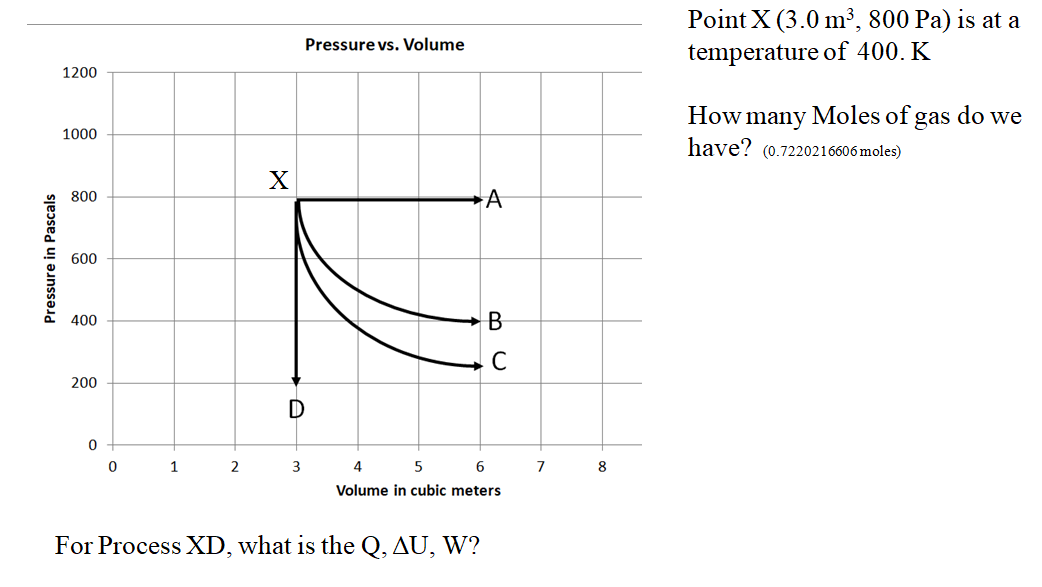 Pressure vs. Volume
Point X (3.0 m³, 800 Pa) is at a
temperature of 400. K
How many Moles of gas do we
have? (0.7220216606 moles)
1200
1000
800
600
400
200
0
Pressure in Pascals
X
A
B
C
D
0 1 2 3 4 5 6 7 8
Volume in cubic meters
For Process XD, what is the Q, ΔU, W?